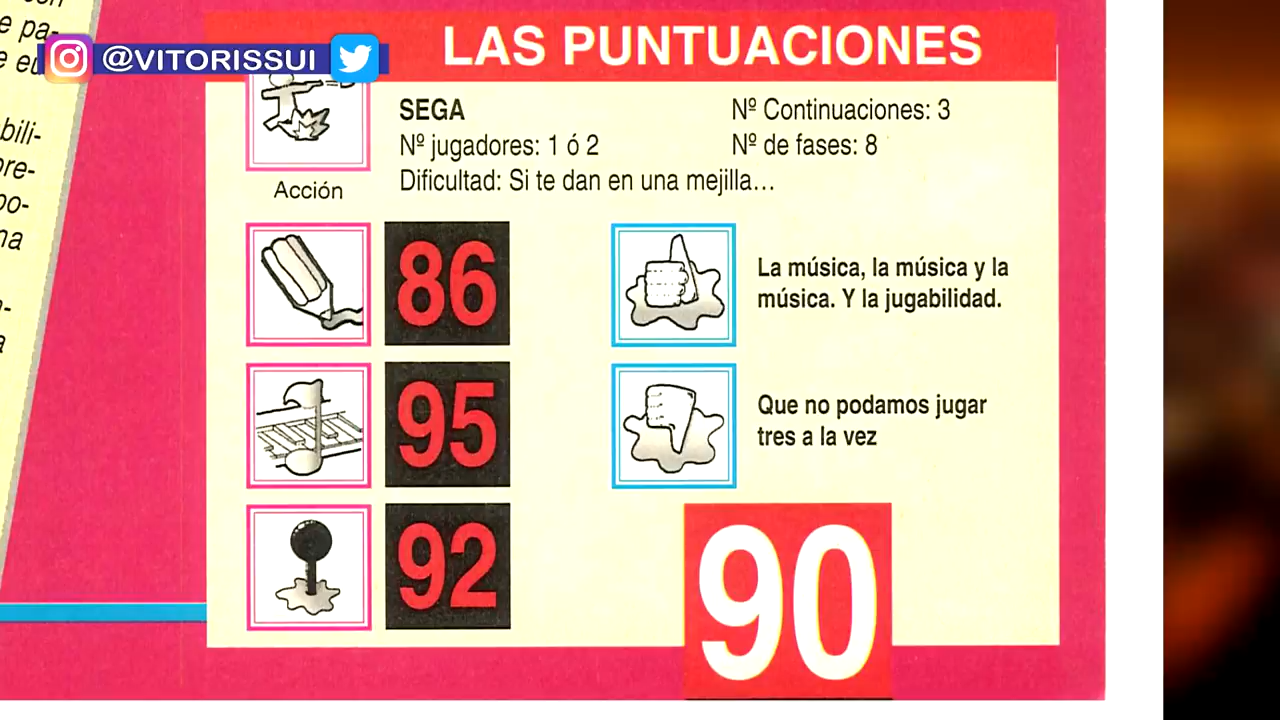 e pa-
@VITORISSUI
LAS PUNTUACIONES
bili-
SEGA
Nº Continuaciones: 3
Nº jugadores: 1 ó 2
Nº de fases: 8
Acción
Dificultad: Si te dan en una mejilla...
86
La música, la música y la
música. Y la jugabilidad.
95
Que no podamos jugar
tres a la vez
92
90